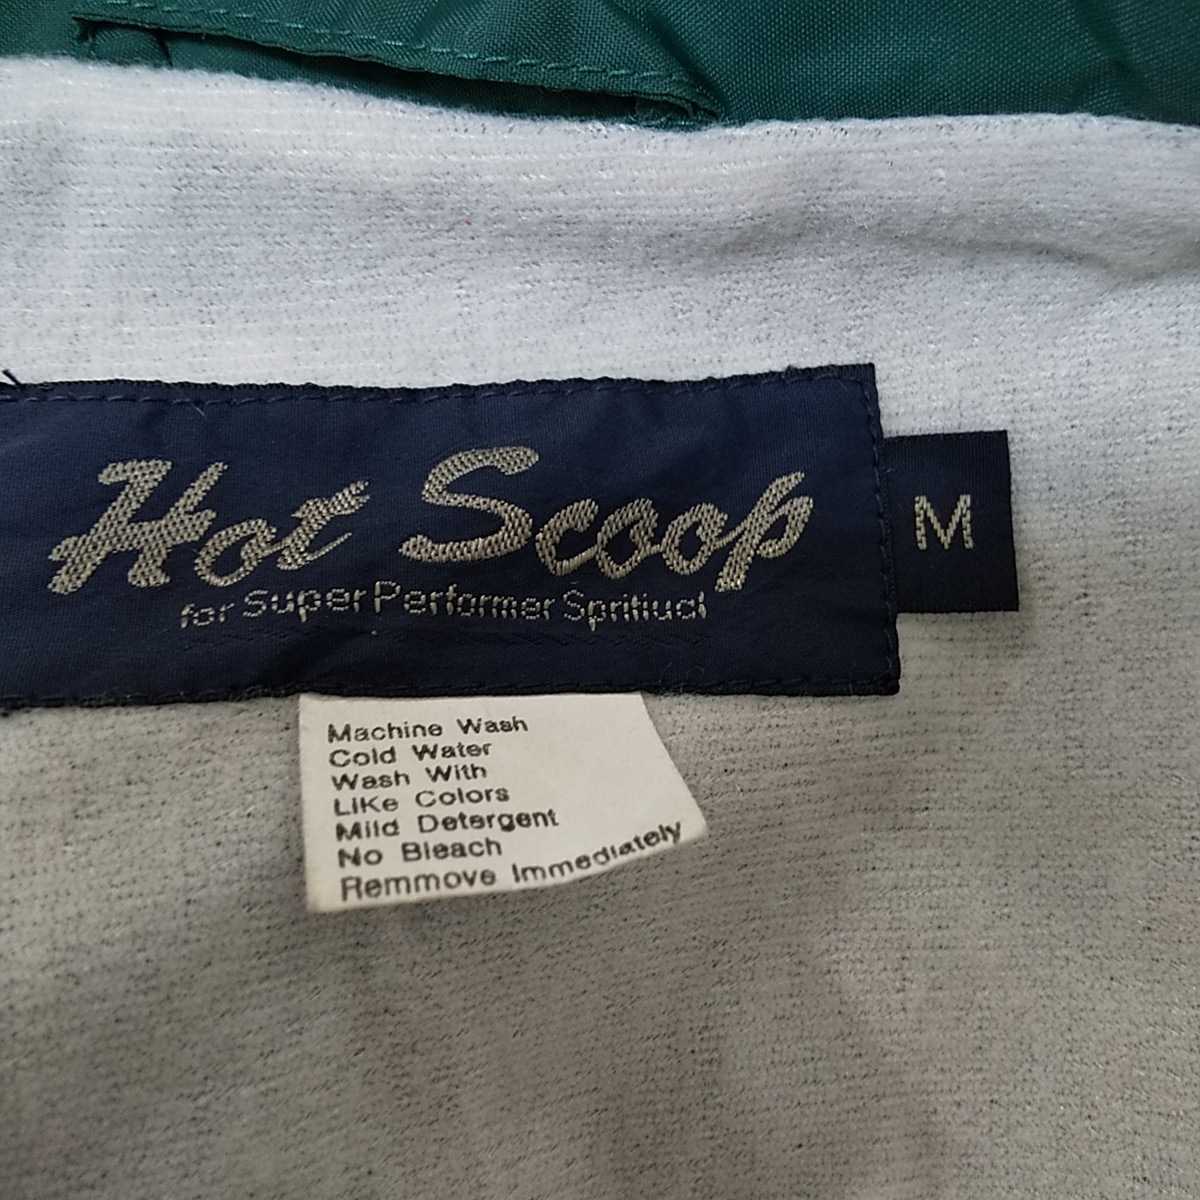 Hot Scoop
for Super Performer Spritiual
M
Machine Wash
Cold Water
Wash With
Like Colors
Mild Detergent
No Bleach
Remmove Immediately